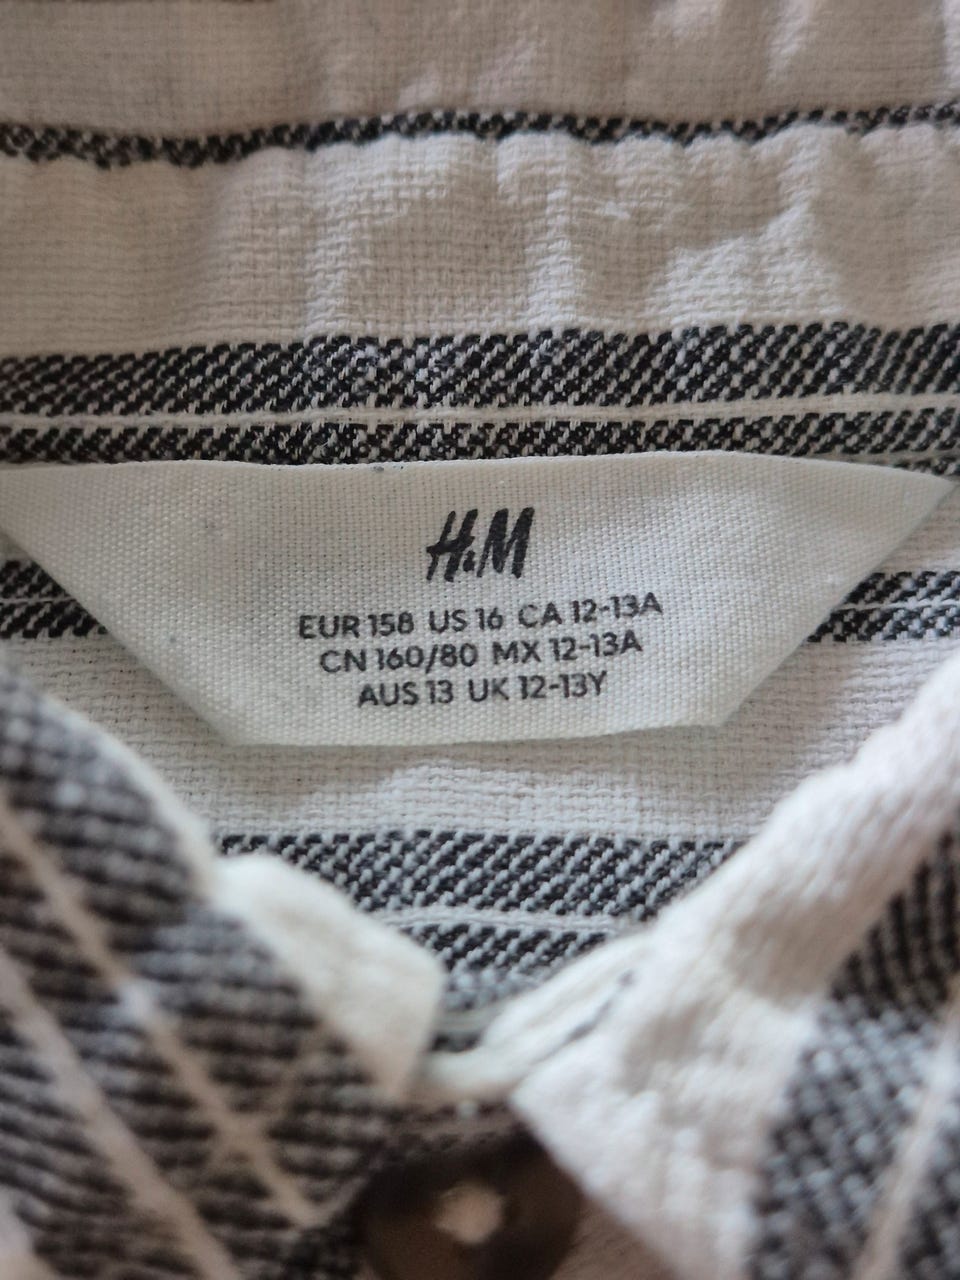 H&M
EUR 158 US 16 CA 12-13A
CN 160/80 MX 12-13A
AUS 13 UK 12-13Y